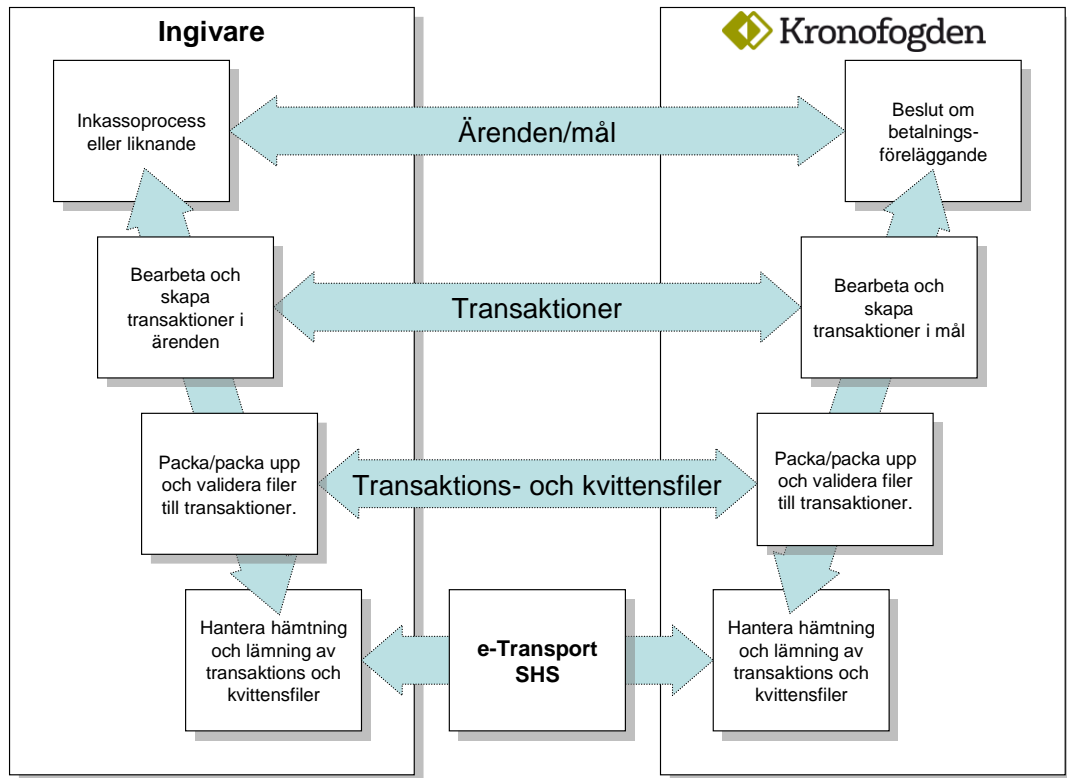 Ingivare
Kronofogden
Inkassoprocess
eller liknande
Ärenden/mål
Beslut om
betalnings-
föreläggande
Bearbeta och
skapa
transaktioner i
ärenden
Transaktioner
Bearbeta och
skapa
transaktioner i mål
Packa/packa upp
och validera filer
till transaktioner.
Transaktions- och kvittensfiler
Packa/packa upp
och validera filer
till transaktioner.
Hantera hämtning
och lämning av
transaktions och
kvittensfiler
e-Transport
SHS
Hantera hämtning
och lämning av
transaktions och
kvittensfiler